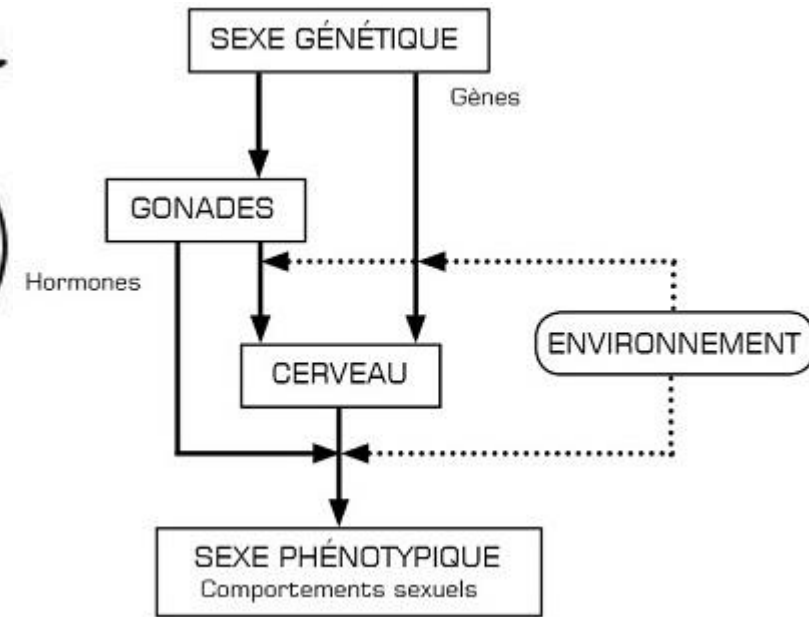 SEXE GÉNÉTIQUE
Gènes
GONADES
Hormones
ENVIRONNEMENT
CERVEAU
SEXE PHÉNOTYPIQUE
Comportements sexuels